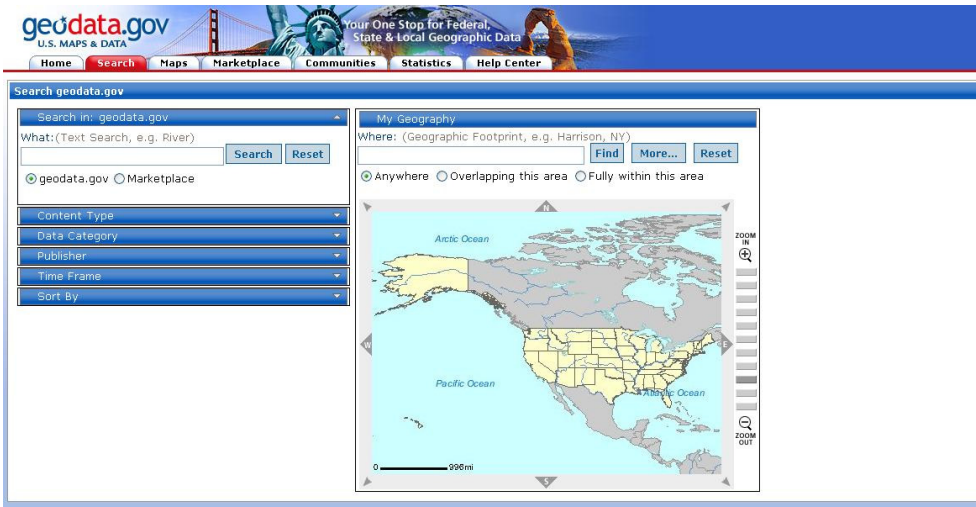 geodata.gov
U.S. MAPS & DATA
Your One Stop for Federal,
State & Local Geographic Data
Home Search Maps Marketplace Communities Statistics Help Center
Search geodata.gov
Search in: geodata.gov
What:(Text Search, e.g. River)
Search Reset
geodata.gov Marketplace
Content Type
Data Category
Publisher
Time Frame
Sort By
My Geography
Where: (Geographic Footprint, e.g. Harrison, NY)
Find More... Reset
Anywhere Overlapping this area Fully within this area
N
Arctic Ocean
ZOOM
IN
W
E
Pacific Ocean
Atlantic Ocean
ZOOM
OUT
0 996mi
S